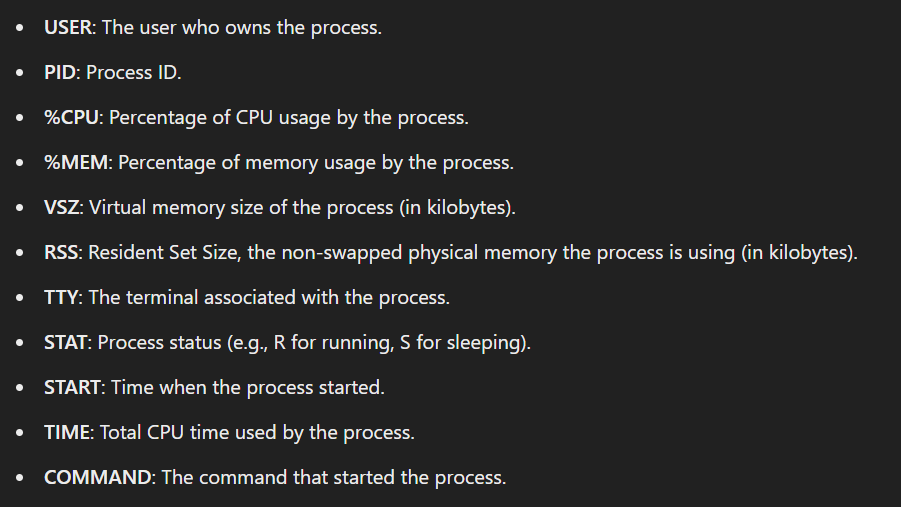 • USER: The user who owns the process.
• PID: Process ID.
• %CPU: Percentage of CPU usage by the process.
• %MEM: Percentage of memory usage by the process.
• VSZ: Virtual memory size of the process (in kilobytes).
• RSS: Resident Set Size, the non-swapped physical memory the process is using (in kilobytes).
• TTY: The terminal associated with the process.
• STAT: Process status (e.g., R for running, S for sleeping).
• START: Time when the process started.
• TIME: Total CPU time used by the process.
• COMMAND: The command that started the process.